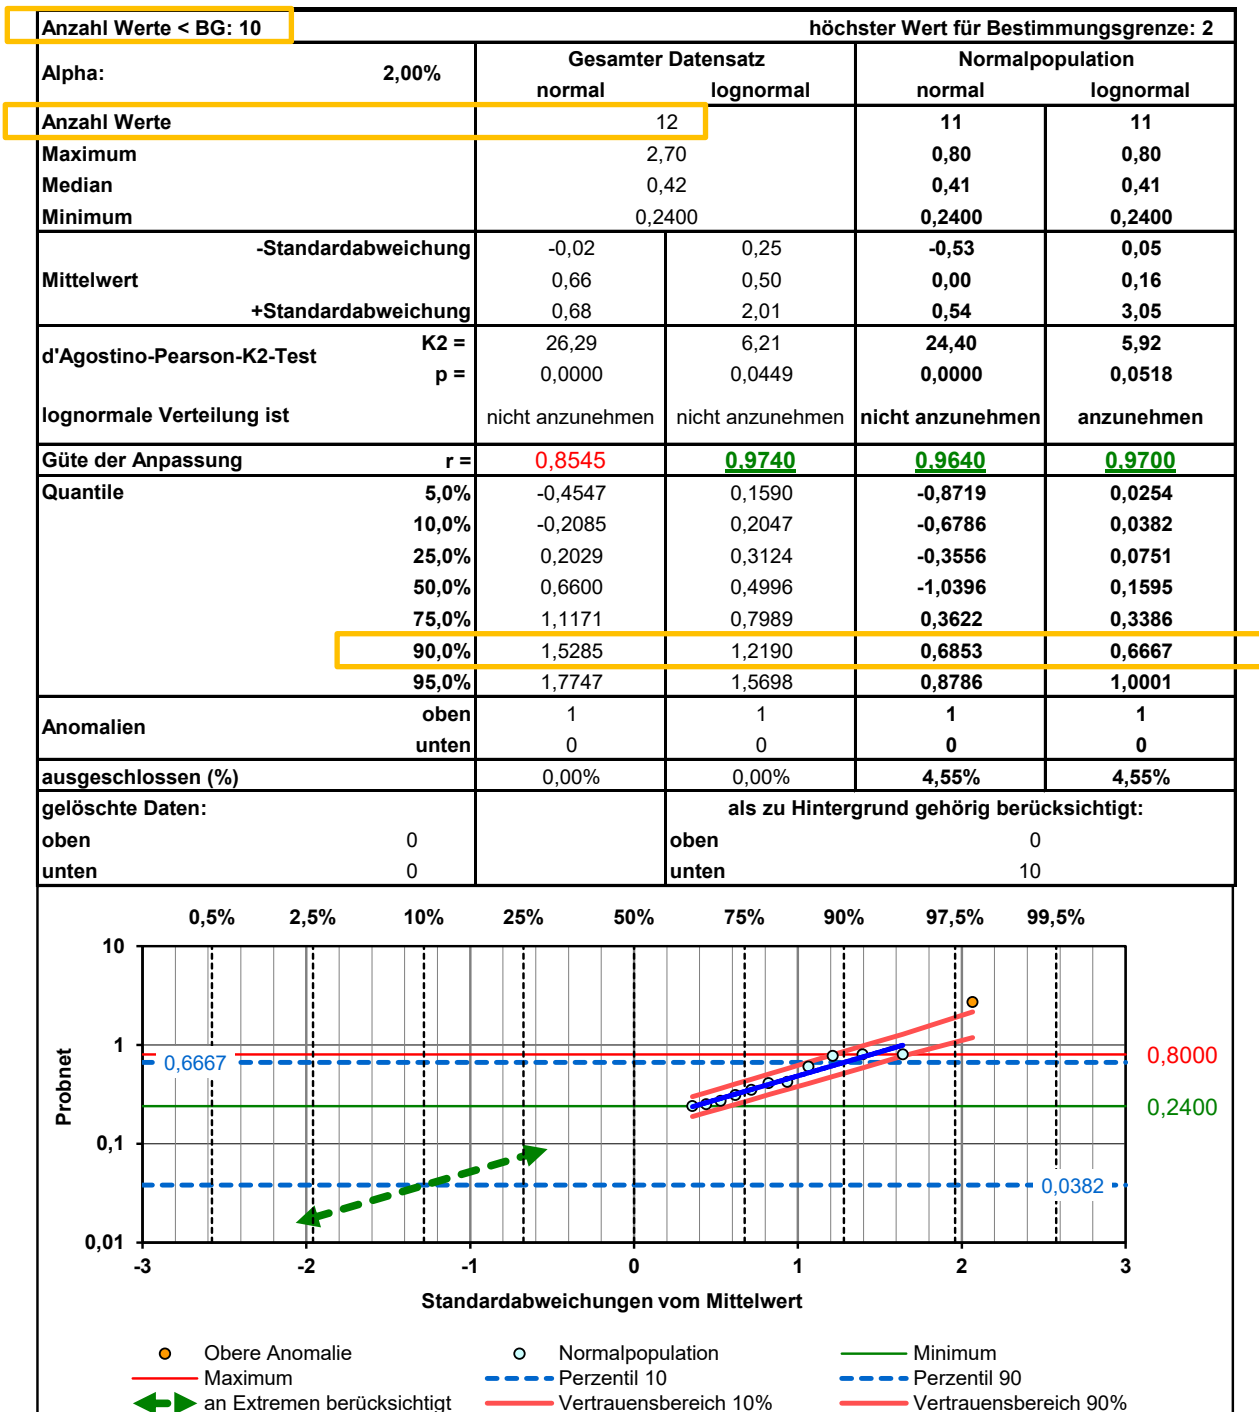 Anzahl Werte < BG: 10 höchster Wert für Bestimmungsgrenze: 2
Alpha: 2,00% Gesamter Datensatz Normalpopulation
normal lognormal normal lognormal
Anzahl Werte 12 11 11
Maximum 2,70 0,80 0,80
Median 0,42 0,41 0,41
Minimum 0,2400 0,2400 0,2400
-Standardabweichung -0,02 0,25 -0,53 0,05
Mittelwert 0,66 0,50 0,00 0,16
+Standardabweichung 0,68 2,01 0,54 3,05
d'Agostino-Pearson-K2-Test K2 = 26,29 6,21 24,40 5,92
p = 0,0000 0,0449 0,0000 0,0518
lognormale Verteilung ist nicht anzunehmen nicht anzunehmen nicht anzunehmen anzunehmen
Güte der Anpassung r = 0,8545 0,9740 0,9640 0,9700
Quantile 5,0% -0,4547 0,1590 -0,8719 0,0254
10,0% -0,2085 0,2047 -0,6786 0,0382
25,0% 0,2029 0,3124 -0,3556 0,0751
50,0% 0,6600 0,4996 -1,0396 0,1595
75,0% 1,1171 0,7989 0,3622 0,3386
90,0% 1,5285 1,2190 0,6853 0,6667
95,0% 1,7747 1,5698 0,8786 1,0001
Anomalien oben 1 1 1 1
unten 0 0 0 0
ausgeschlossen (%) 0,00% 0,00% 4,55% 4,55%
gelöschte Daten: als zu Hintergrund gehörig berücksichtigt:
oben 0 oben 0
unten 0 unten 10
0,5% 2,5% 10% 25% 50% 75% 90% 97,5% 99,5%
10
1
0,6667
0,8000
0,2400
0,1
0,0382
0,01
Probnet
-3 -2 -1 0 1 2 3
Standardabweichungen vom Mittelwert
Obere Anomalie Normalpopulation Minimum
Maximum Perzentil 10 Perzentil 90
an Extremen berücksichtigt Vertrauensbereich 10% Vertrauensbereich 90%